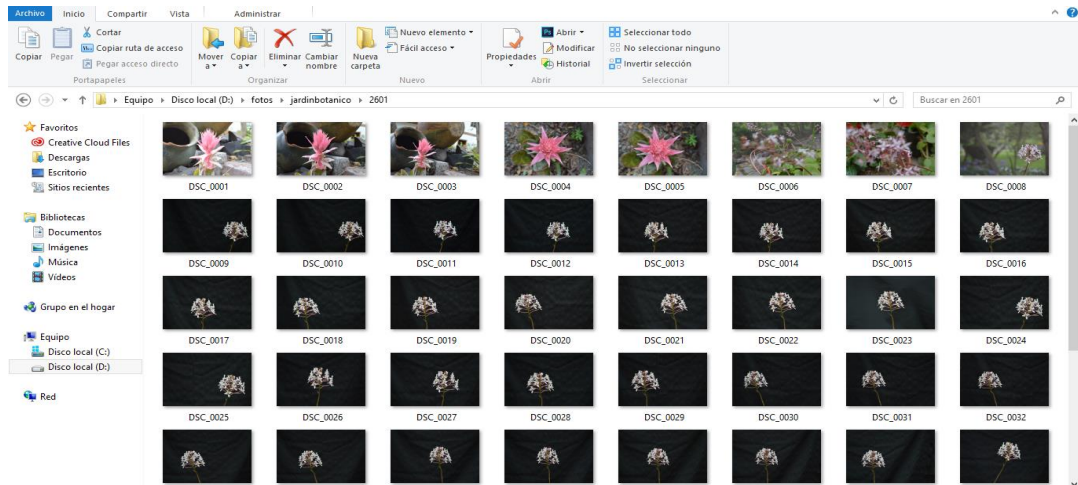 Archivo Inicio Compartir Vista Administrar
Copiar
Pegar
Cortar
Copiar ruta de acceso
Pegar acceso directo
Portapapeles
Mover a
Copiar a
Eliminar
Cambiar nombre
Organizar
Nueva carpeta
Nuevo elemento
Fácil acceso
Nuevo
Propiedades
Abrir
Modificar
Historial
Abrir
Seleccionar todo
No seleccionar ninguno
Invertir selección
Seleccionar
Equipo Disco local (D:) fotos jardinbotanico 2601
Buscar en 2601
Favoritos
Creative Cloud Files
Descargas
Escritorio
Sitios recientes
Bibliotecas
Documentos
Imágenes
Música
Vídeos
Grupo en el hogar
Equipo
Disco local (C:)
Disco local (D:)
Red
DSC_0001 DSC_0002 DSC_0003 DSC_0004 DSC_0005 DSC_0006 DSC_0007 DSC_0008
DSC_0009 DSC_0010 DSC_0011 DSC_0012 DSC_0013 DSC_0014 DSC_0015 DSC_0016
DSC_0017 DSC_0018 DSC_0019 DSC_0020 DSC_0021 DSC_0022 DSC_0023 DSC_0024
DSC_0025 DSC_0026 DSC_0027 DSC_0028 DSC_0029 DSC_0030 DSC_0031 DSC_0032